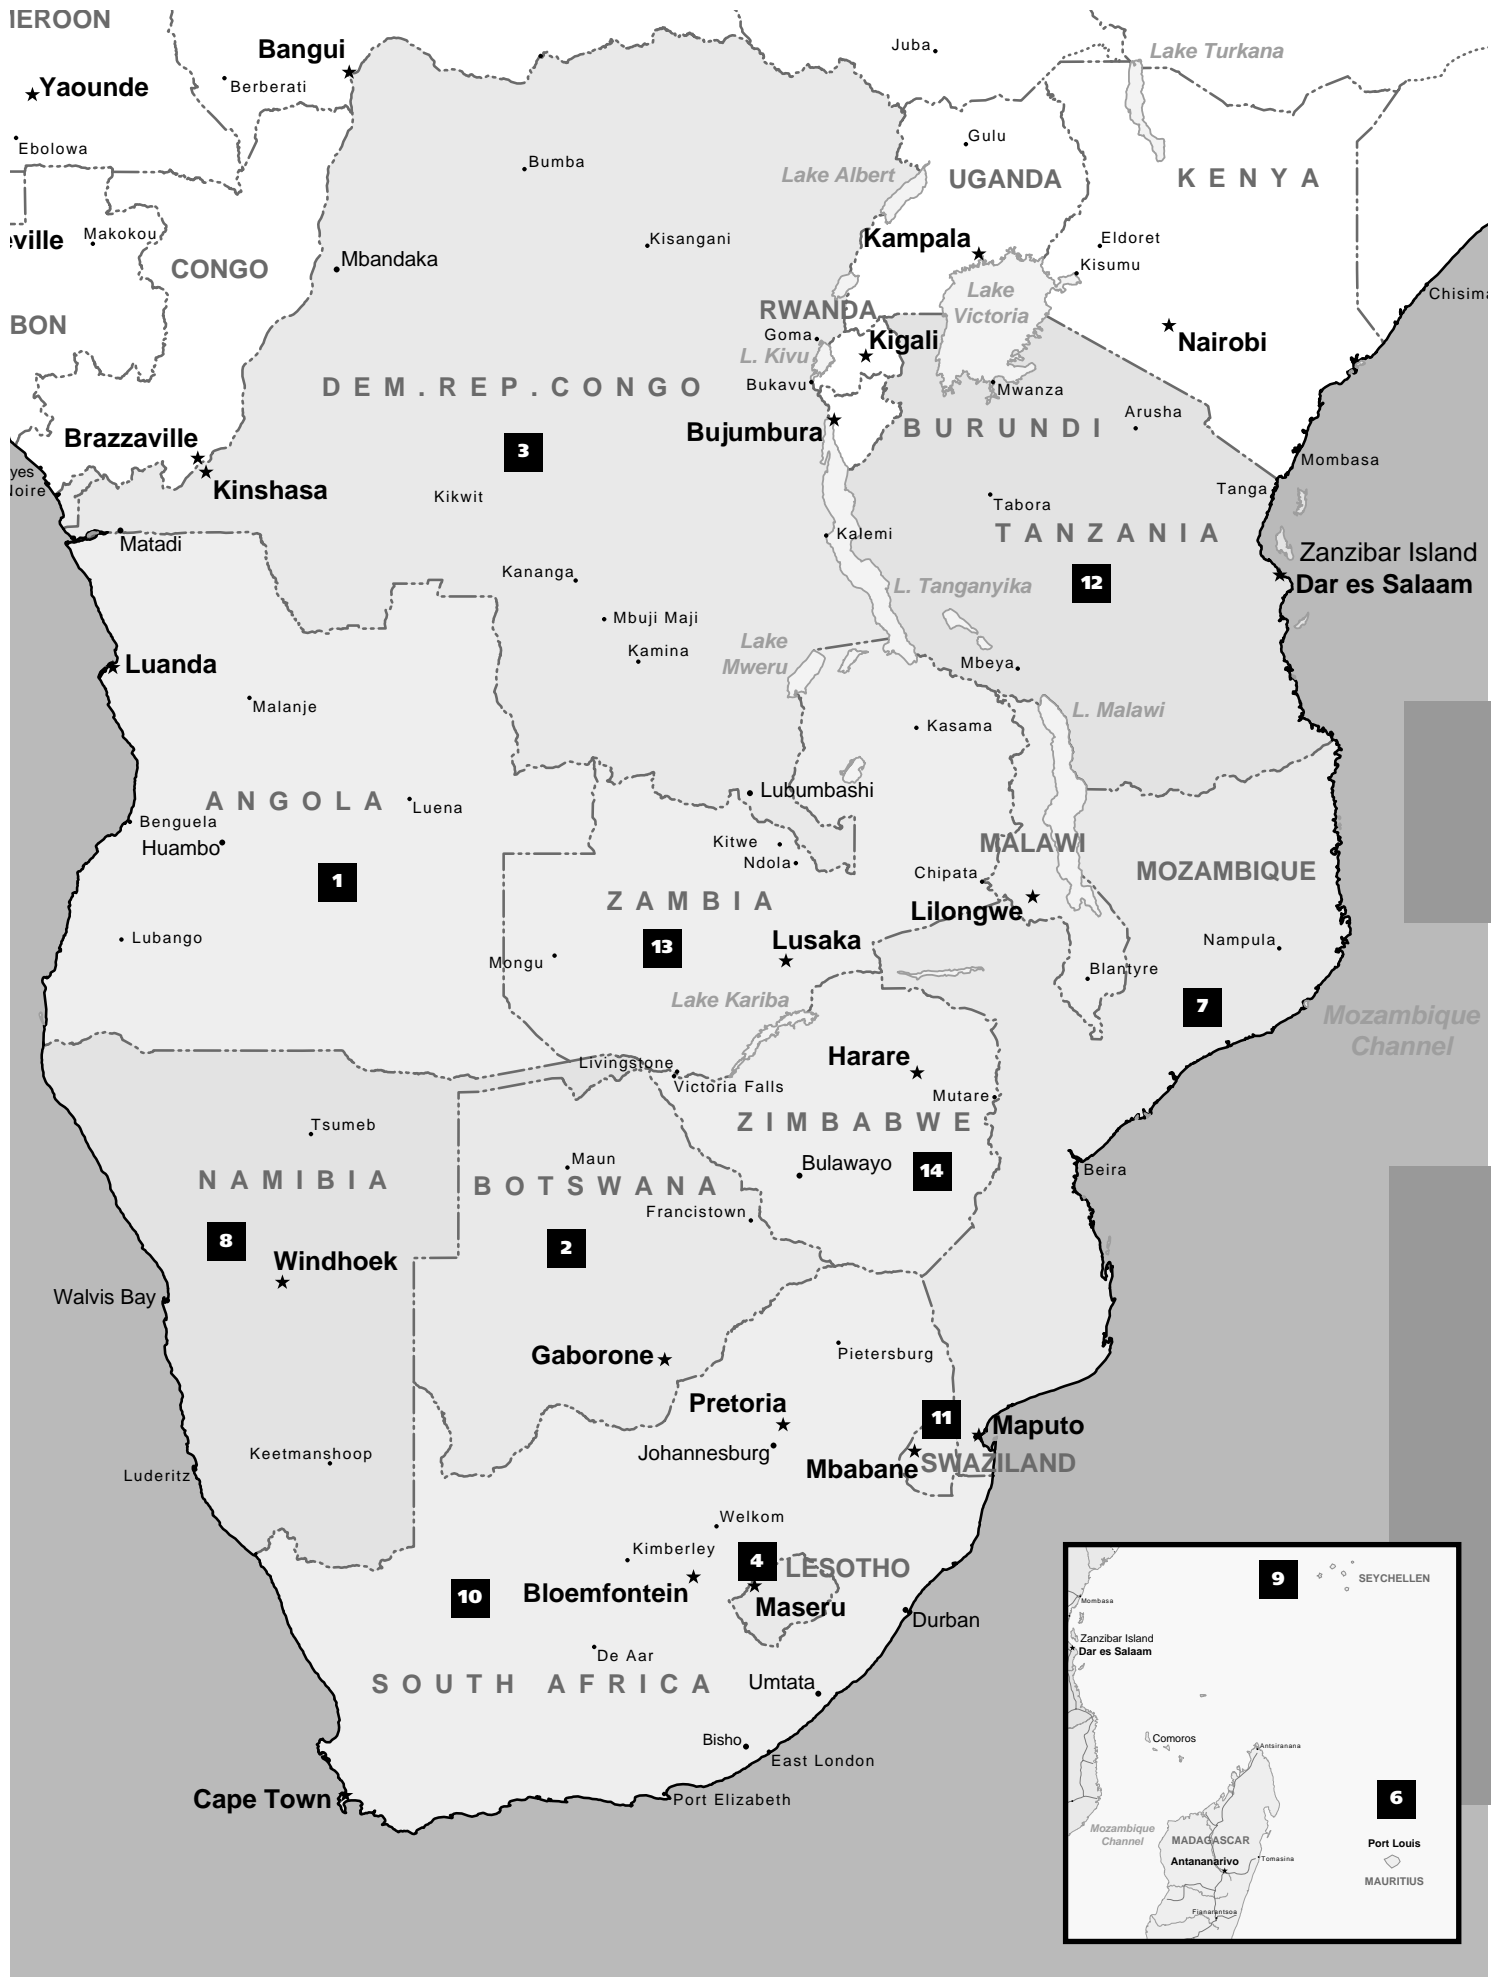 MEROON
Bangui
Juba
Lake Turkana
Yaounde
Berberati
Ebolowa
Gulu
Bumba
Lake Albert
UGANDA
KENYA
ville
Makokou
Kisangani
Kampala
Eldoret
Mbandaka
Kisumu
CONGO
Lake
Victoria
Chisima
BON
RWANDA
Goma
Kigali
Nairobi
L. Kivu
DEM.REP.CONGO
Bukavu
Mwanza
Arusha
Brazzaville
Bujumbura
BURUNDI
3
Mombasa
yes
Noire
Kinshasa
Kikwit
Tanga
Tabora
Matadi
Kalemi
TANZANIA
Zanzibar Island
Kananga
L. Tanganyika
12
Dar es Salaam
Mbuji Maji
Lake
Mweru
Kamina
Mbeya
Luanda
Malanje
L. Malawi
Kasama
ANGOLA
Luena
Lubumbashi
Benguela
Huambo
Kitwe
Ndola
MALAWI
Chipata
MOZAMBIQUE
1
ZAMBIA
Lilongwe
Lubango
13
Lusaka
Nampula
Mongu
Blantyre
Lake Kariba
7
Mozambique
Channel
Livingstone
Harare
Victoria Falls
Mutare
Tsumeb
ZIMBABWE
Maun
Bulawayo
14
Beira
NAMIBIA
BOTSWANA
Francistown
8
2
Windhoek
Walvis Bay
Gaborone
Pietersburg
Pretoria
11
Maputo
Keetmanshoop
Johannesburg
Luderitz
Mbabane
SWAZILAND
Welkom
Kimberley
4
LESOTHO
10
Bloemfontein
Maseru
Durban
De Aar
SOUTH AFRICA
Umtata
Bisho
East London
Cape Town
Port Elizabeth
9
SEYCHELLEN
Mombasa
Zanzibar Island
Dar es Salaam
Comoros
Antsiranana
6
Mozambique
Channel
MADAGASCAR
Port Louis
Antananarivo
Tomasina
MAURITIUS
Fianarantsoa